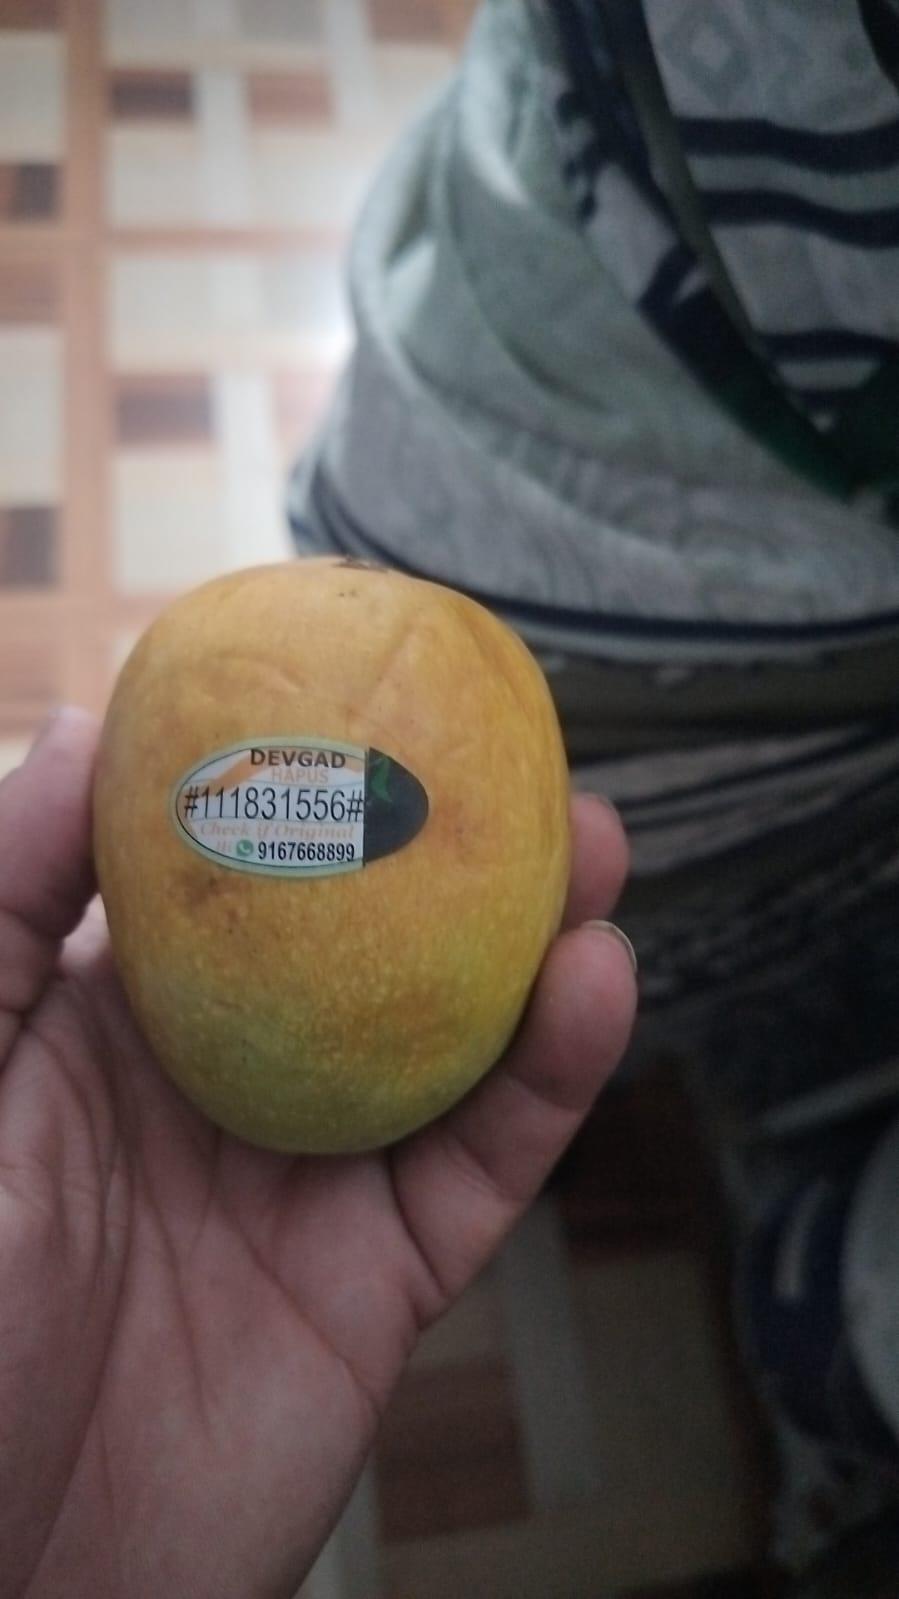 DEVGAD
HAPUS
#111831556#
Check if Original
9167668899